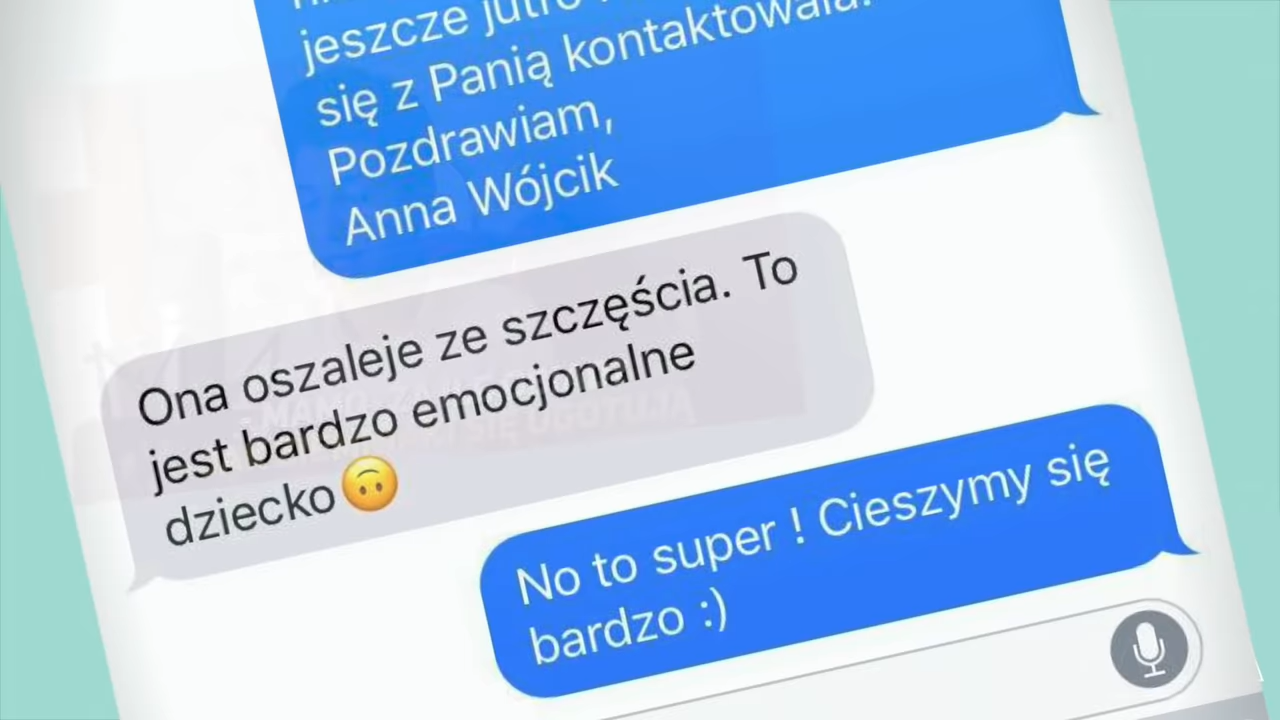 jeszcze jutro
się z Panią kontaktowała.
Pozdrawiam,
Anna Wójcik
Ona oszaleje ze szczęścia. To
jest bardzo emocjonalne
dziecko🙃
No to super ! Cieszymy się
bardzo :)